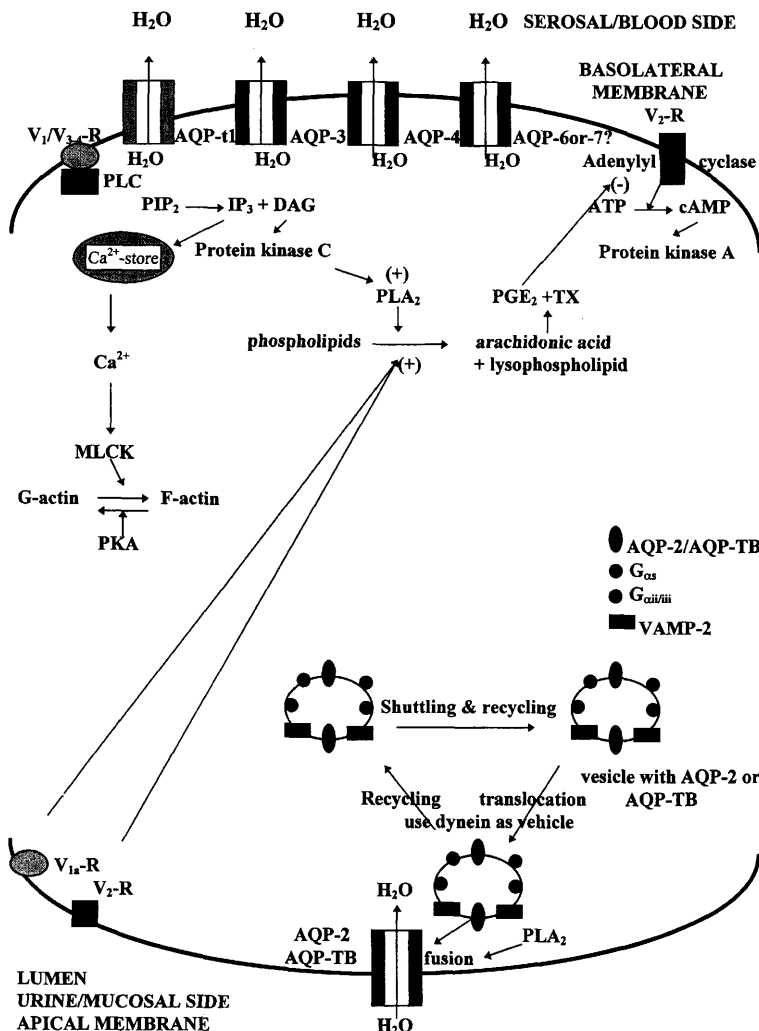 H₂O H₂O H₂O H₂O SEROSAL/BLOOD SIDE
BASOLATERAL
MEMBRANE
V₂-R
V₁/V₃₋₄-R AQP-t1 AQP-3 AQP-4 AQP-6or-7?
H₂O H₂O H₂O H₂O Adenylyl cyclase
PLC (-)
PIP₂ IP₃ + DAG ATP cAMP
Ca²⁺-store Protein kinase C Protein kinase A
(+)
PLA₂ PGE₂ +TX
phospholipids arachidonic acid
Ca²⁺ (+) + lysophospholipid
MLCK
G-actin F-actin
PKA
AQP-2/AQP-TB
Gαs
Gαii/iii
VAMP-2
Shuttling & recycling
vesicle with AQP-2 or
AQP-TB
Recycling translocation
use dynein as vehicle
V₁ₐ-R
V₂-R
H₂O
AQP-2 PLA₂
AQP-TB fusion
LUMEN
URINE/MUCOSAL SIDE
APICAL MEMBRANE
H₂O